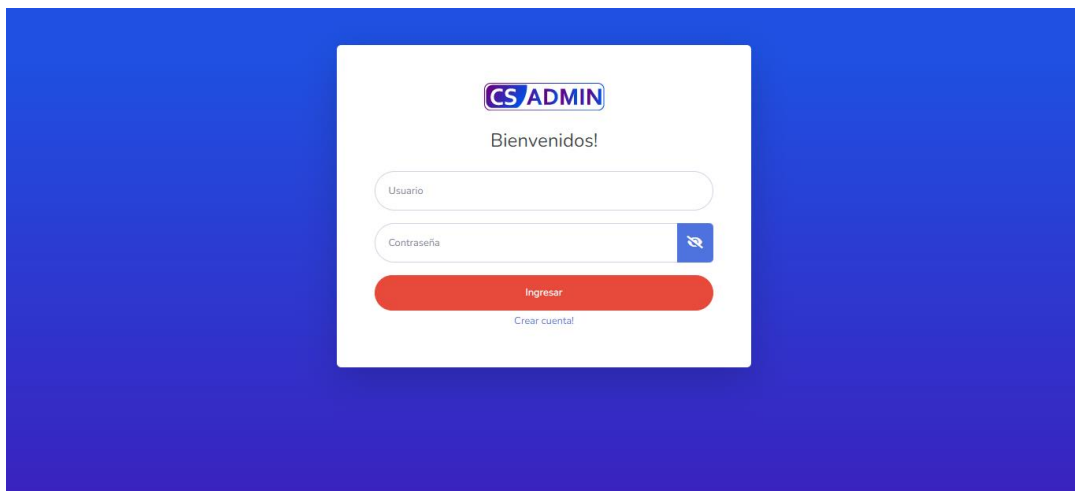 CS ADMIN
Bienvenidos!
Usuario
Contraseña
Ingresar
Crear cuenta!